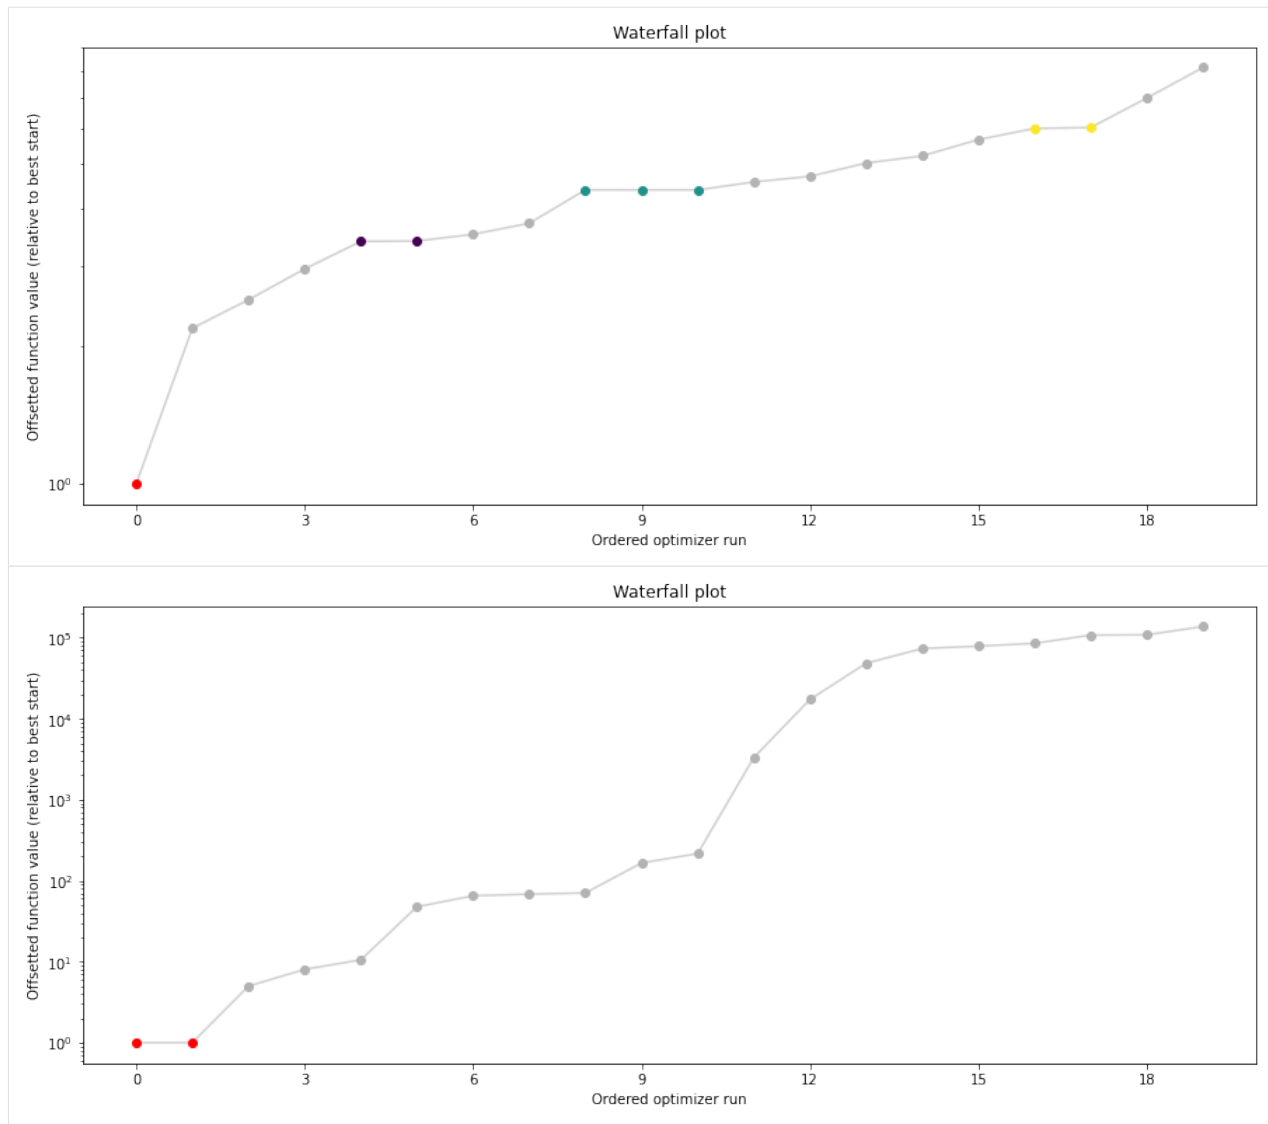 Waterfall plot
Offsetted function value (relative to best start)
10⁰
0 3 6 9 12 15 18
Ordered optimizer run
Waterfall plot
Offsetted function value (relative to best start)
10⁵
10⁴
10³
10²
10¹
10⁰
0 3 6 9 12 15 18
Ordered optimizer run